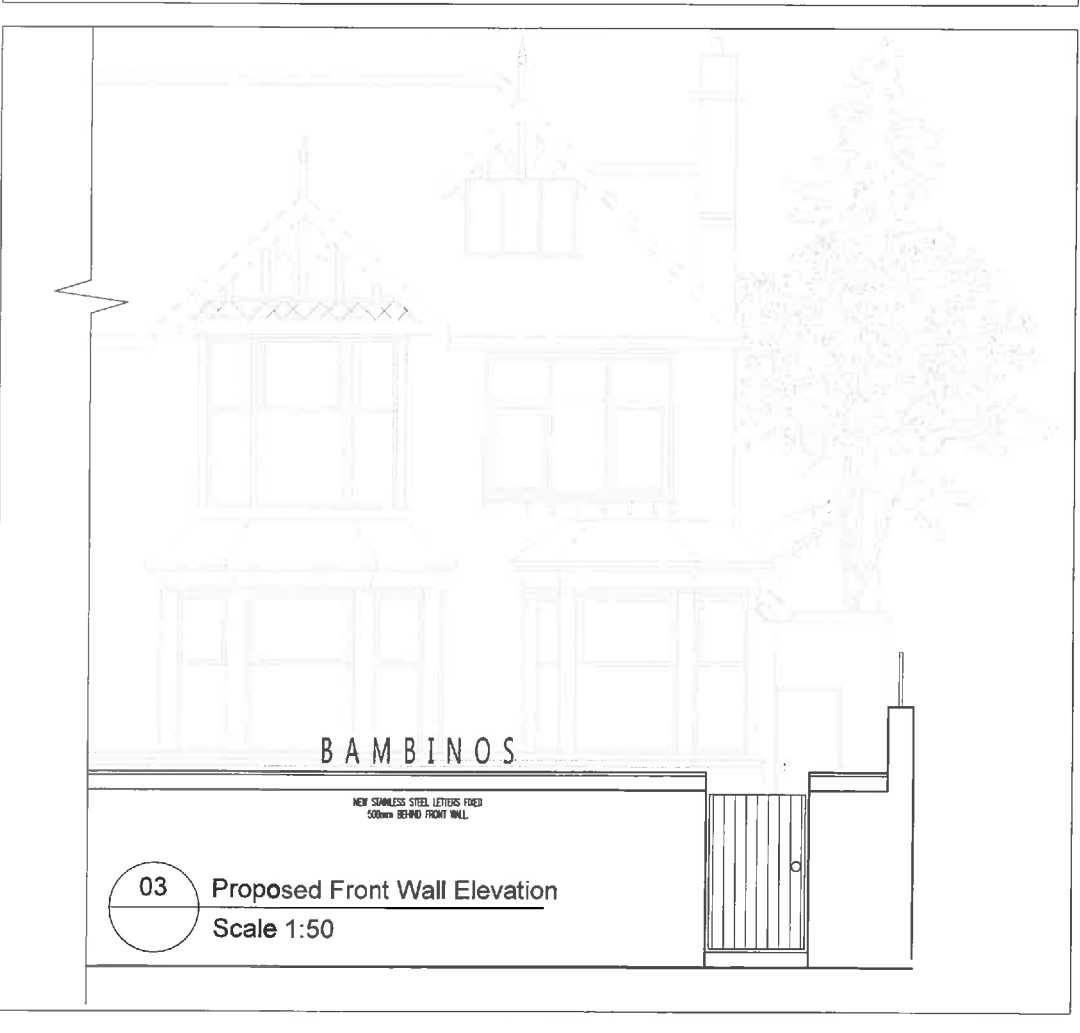 BAMBINOS
NEW STAINLESS STEEL LETTERS FIXED
500mm BEHIND FRONT WALL.
03
Proposed Front Wall Elevation
Scale 1:50